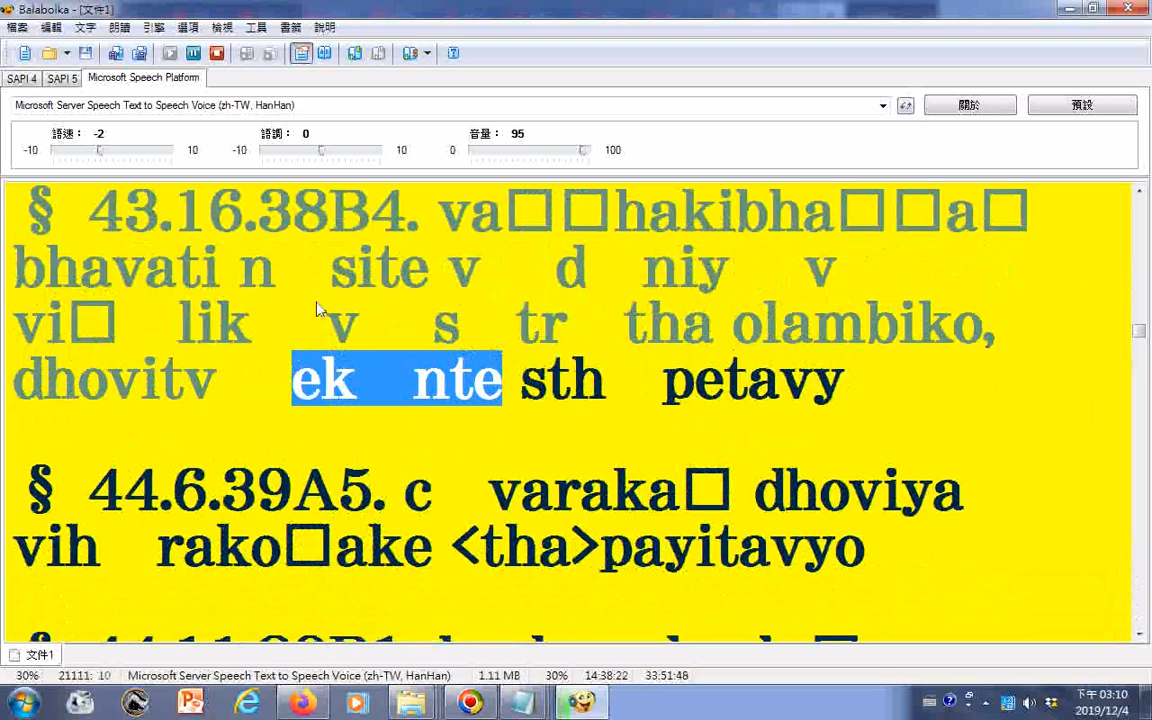 Balabolka - [文件1]
檔案 編輯 文字 朗讀 引擎 選項 檢視 工具 書籤 說明
SAPI 4 SAPI 5 Microsoft Speech Platform
Microsoft Server Speech Text to Speech Voice (zh-TW, HanHan) 關於 預設
語速： -2 語調： 0 音量： 95
-10 10 -10 10 0 100
§ 43.16.38B4. va□□hakibha□□a□
bhavati n site v d niy v
vi□ lik v s tr tha olambiko,
dhovitv ek nte sth petavy
§ 44.6.39A5. c varaka□ dhoviya
vih rako□ake <tha>payitavyo
文件1
30% 21111: 10 Microsoft Server Speech Text to Speech Voice (zh-TW, HanHan) 1.11 MB 30% 14:38:22 33:51:48
下午 03:10
2019/12/4